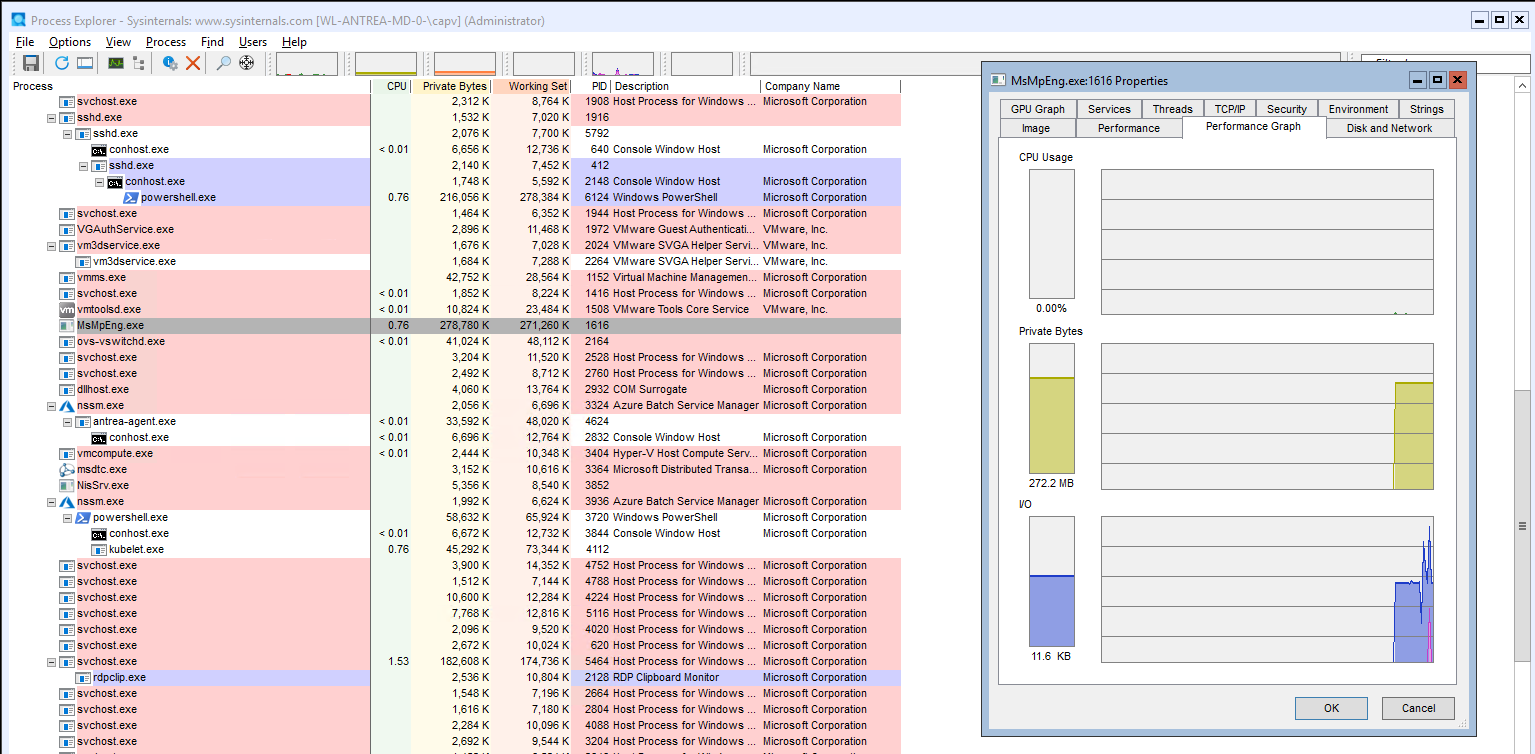 Process Explorer - Sysinternals: www.sysinternals.com [WL-ANTREA-MD-0-\capv] (Administrator)
File Options View Process Find Users Help
Process CPU Private Bytes Working Set PID Description Company Name
svchost.exe 2,312 K 8,764 K 1908 Host Process for Windows ... Microsoft Corporation
sshd.exe 1,532 K 7,020 K 1916
sshd.exe 2,076 K 7,700 K 5792
conhost.exe < 0.01 6,656 K 12,736 K 640 Console Window Host Microsoft Corporation
sshd.exe 2,140 K 7,452 K 412
conhost.exe 1,748 K 5,592 K 2148 Console Window Host Microsoft Corporation
powershell.exe 0.76 216,056 K 278,384 K 6124 Windows PowerShell Microsoft Corporation
svchost.exe 1,464 K 6,352 K 1944 Host Process for Windows ... Microsoft Corporation
VGAuthService.exe 2,896 K 11,468 K 1972 VMware Guest Authenticati... VMware, Inc.
vm3dservice.exe 1,676 K 7,028 K 2024 VMware SVGA Helper Servi... VMware, Inc.
vm3dservice.exe 1,684 K 7,288 K 2264 VMware SVGA Helper Servi... VMware, Inc.
vmms.exe 42,752 K 28,564 K 1152 Virtual Machine Managemen... Microsoft Corporation
svchost.exe < 0.01 1,852 K 8,224 K 1416 Host Process for Windows ... Microsoft Corporation
vm vmtoolsd.exe < 0.01 10,824 K 23,484 K 1508 VMware Tools Core Service VMware, Inc.
MsMpEng.exe 0.76 278,780 K 271,260 K 1616
ovs-vswitchd.exe < 0.01 41,024 K 48,112 K 2164
svchost.exe 3,204 K 11,520 K 2528 Host Process for Windows ... Microsoft Corporation
svchost.exe 2,492 K 8,712 K 2760 Host Process for Windows ... Microsoft Corporation
dllhost.exe 4,060 K 13,764 K 2932 COM Surrogate Microsoft Corporation
nssm.exe 2,056 K 6,696 K 3324 Azure Batch Service Manager Microsoft Corporation
antrea-agent.exe < 0.01 33,592 K 48,020 K 4624
conhost.exe < 0.01 6,696 K 12,764 K 2832 Console Window Host Microsoft Corporation
vmcompute.exe < 0.01 2,444 K 10,348 K 3404 Hyper-V Host Compute Serv... Microsoft Corporation
msdtc.exe 3,152 K 10,616 K 3364 Microsoft Distributed Transa... Microsoft Corporation
NisSrv.exe 5,356 K 8,540 K 3852
nssm.exe 1,992 K 6,624 K 3936 Azure Batch Service Manager Microsoft Corporation
powershell.exe 58,632 K 65,924 K 3720 Windows PowerShell Microsoft Corporation
conhost.exe < 0.01 6,672 K 12,732 K 3844 Console Window Host Microsoft Corporation
kubelet.exe 0.76 45,292 K 73,344 K 4112
svchost.exe 3,900 K 14,352 K 4752 Host Process for Windows ... Microsoft Corporation
svchost.exe 1,512 K 7,144 K 4788 Host Process for Windows ... Microsoft Corporation
svchost.exe 10,600 K 12,284 K 4224 Host Process for Windows ... Microsoft Corporation
svchost.exe 7,768 K 12,816 K 5116 Host Process for Windows ... Microsoft Corporation
svchost.exe 2,096 K 9,520 K 4020 Host Process for Windows ... Microsoft Corporation
svchost.exe 2,672 K 10,024 K 620 Host Process for Windows ... Microsoft Corporation
svchost.exe 1.53 182,608 K 174,736 K 5464 Host Process for Windows ... Microsoft Corporation
rdpclip.exe 2,536 K 10,804 K 2128 RDP Clipboard Monitor Microsoft Corporation
svchost.exe 1,548 K 7,196 K 2664 Host Process for Windows ... Microsoft Corporation
svchost.exe 1,616 K 7,180 K 2804 Host Process for Windows ... Microsoft Corporation
svchost.exe 2,284 K 10,096 K 4088 Host Process for Windows ... Microsoft Corporation
svchost.exe 2,692 K 9,544 K 3204 Host Process for Windows ... Microsoft Corporation
MsMpEng.exe:1616 Properties
GPU Graph Services Threads TCP/IP Security Environment Strings
Image Performance Performance Graph Disk and Network
CPU Usage
0.00%
Private Bytes
272.2 MB
I/O
11.6 KB
OK Cancel